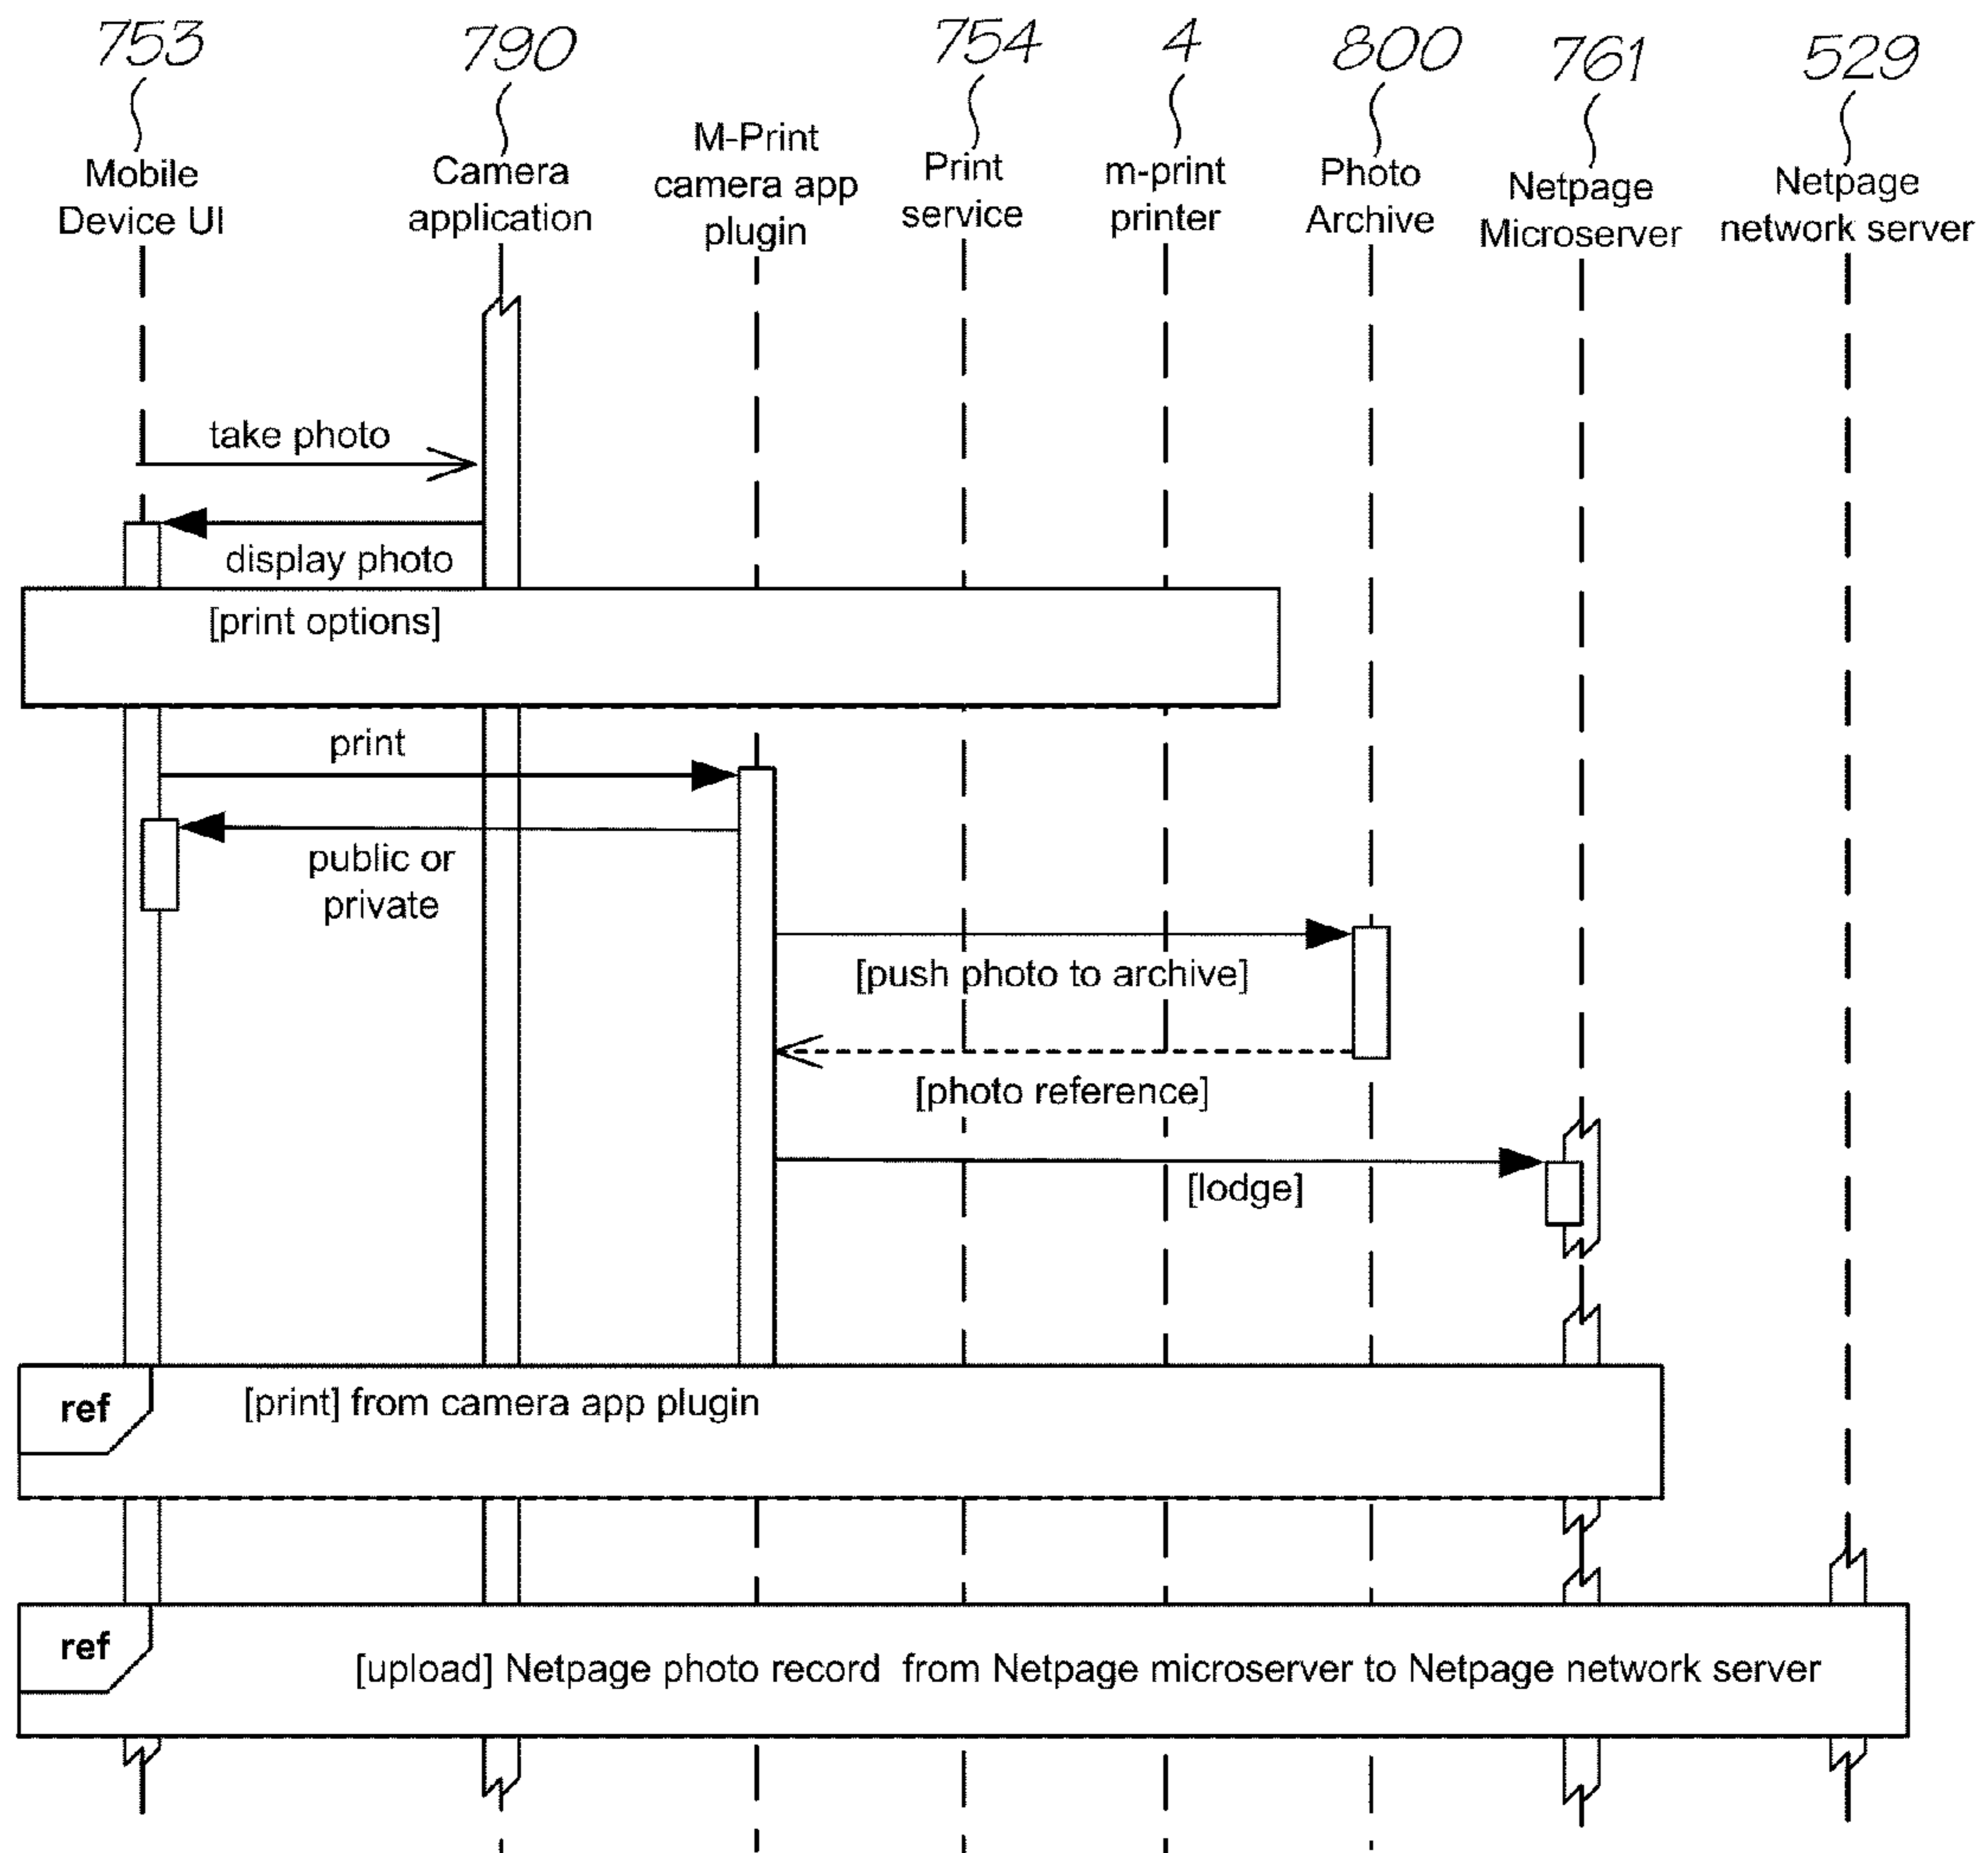 753
790
754
4
800
761
529
Mobile
Device UI
Camera
application
M-Print
camera app
plugin
Print
service
m-print
printer
Photo
Archive
Netpage
Microserver
Netpage
network server
take photo
display photo
[print options]
print
public or
private
[push photo to archive]
[photo reference]
[lodge]
ref
[print] from camera app plugin
ref
[upload] Netpage photo record from Netpage microserver to Netpage network server